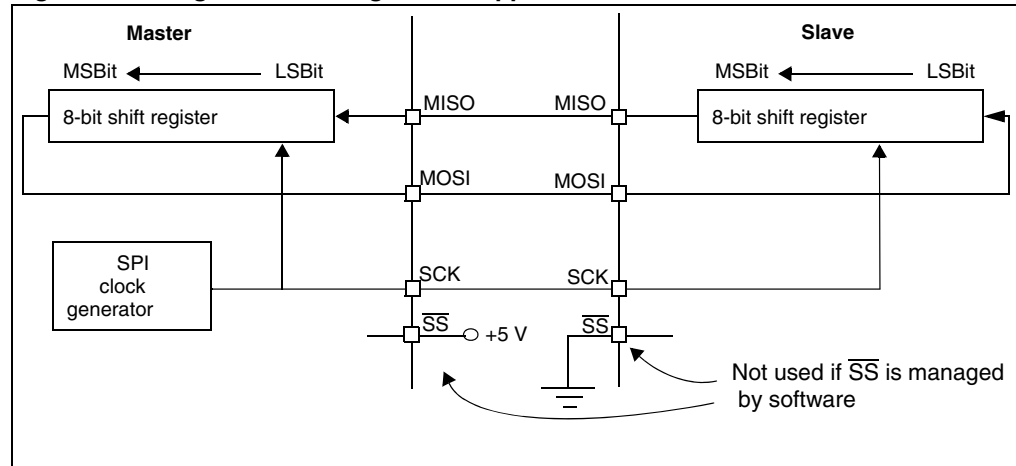 Master
Slave
MSBit
LSBit
MSBit
LSBit
8-bit shift register
MISO
MISO
8-bit shift register
MOSI
MOSI
SPI
clock
generator
SCK
SCK
SS
+5 V
SS
Not used if SS is managed
by software